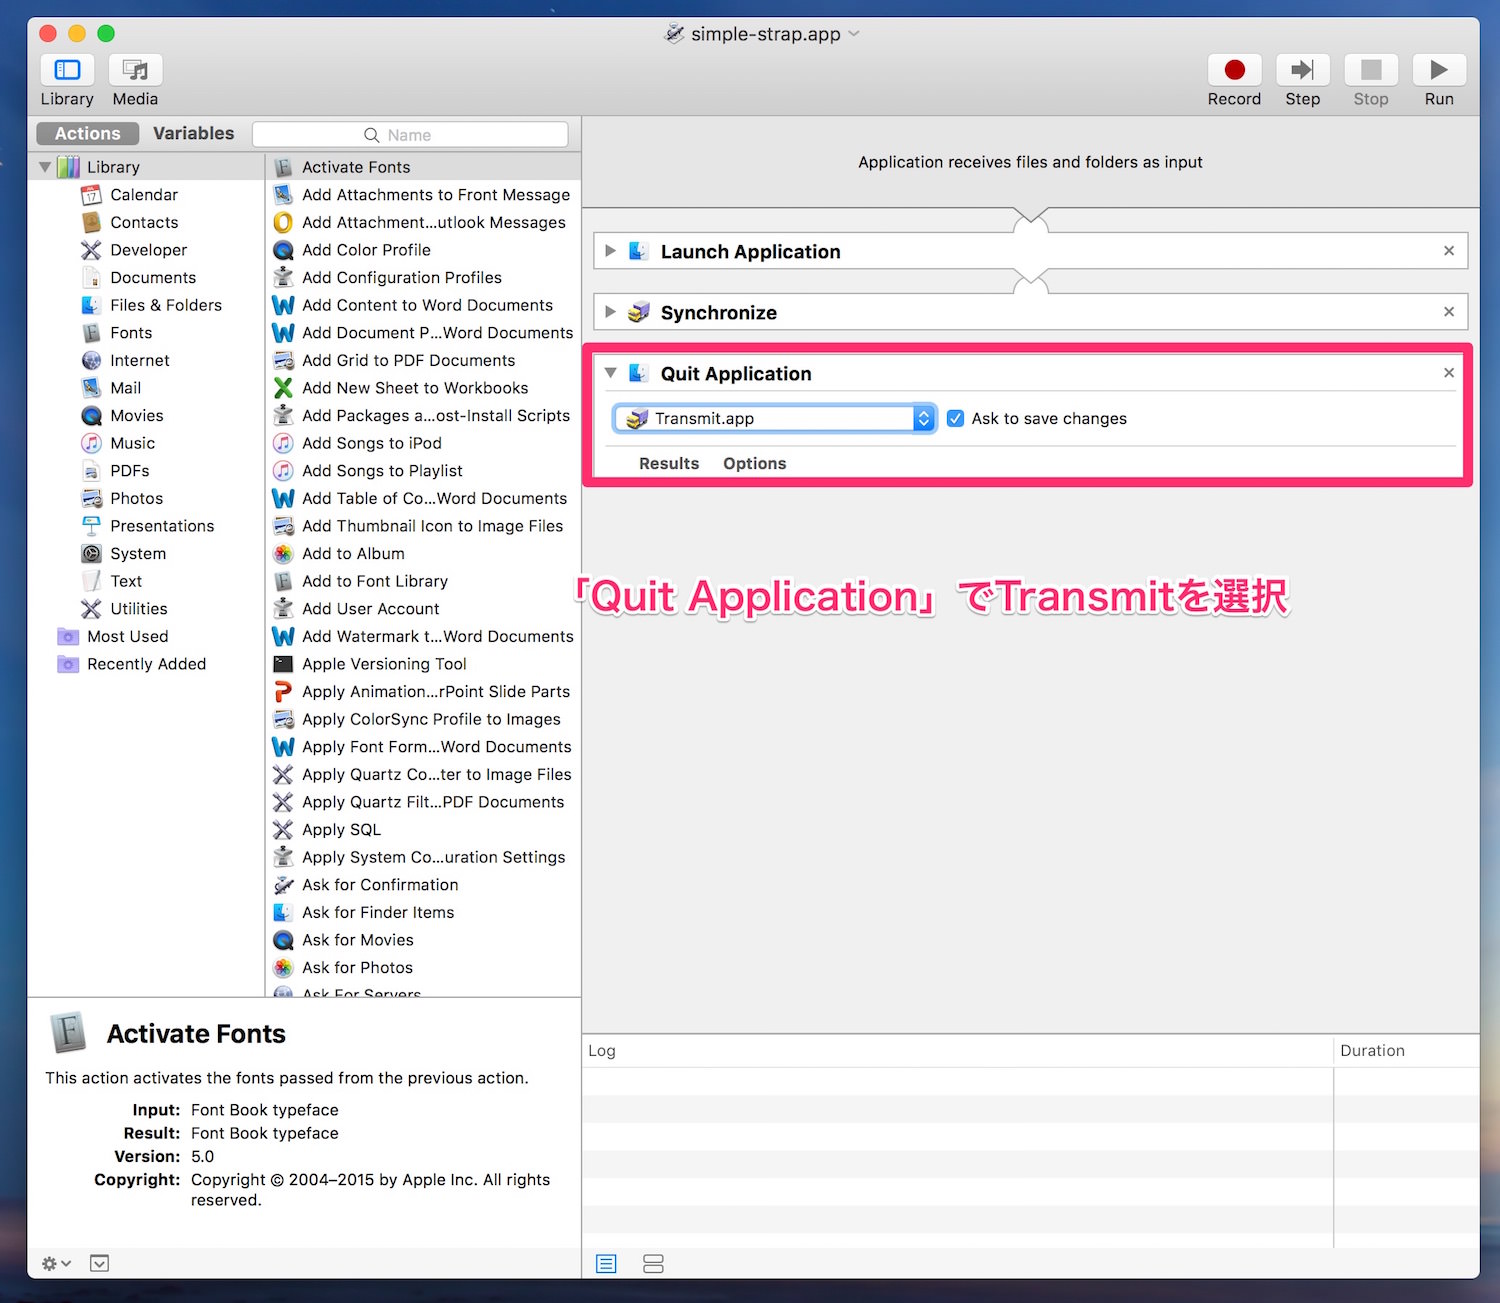 simple-strap.app
Library
Media
Record
Step
Stop
Run
Actions
Variables
Name
Library
Calendar
Contacts
Developer
Documents
Files & Folders
Fonts
Internet
Mail
Movies
Music
PDFs
Photos
Presentations
System
Text
Utilities
Most Used
Recently Added
Activate Fonts
Add Attachments to Front Message
Add Attachment...utlook Messages
Add Color Profile
Add Configuration Profiles
Add Content to Word Documents
Add Document P...Word Documents
Add Grid to PDF Documents
Add New Sheet to Workbooks
Add Packages a...ost-Install Scripts
Add Songs to iPod
Add Songs to Playlist
Add Table of Co...Word Documents
Add Thumbnail Icon to Image Files
Add to Album
Add to Font Library
Add User Account
Add Watermark t...Word Documents
Apple Versioning Tool
Apply Animation...rPoint Slide Parts
Apply ColorSync Profile to Images
Apply Font Form...Word Documents
Apply Quartz Co...ter to Image Files
Apply Quartz Filt...PDF Documents
Apply SQL
Apply System Co...uration Settings
Ask for Confirmation
Ask for Finder Items
Ask for Movies
Ask for Photos
Ask For Servers
Application receives files and folders as input
Launch Application
Synchronize
Quit Application
Transmit.app
Ask to save changes
Results Options
「Quit Application」でTransmitを選択
Activate Fonts
This action activates the fonts passed from the previous action.
Input: Font Book typeface
Result: Font Book typeface
Version: 5.0
Copyright: Copyright © 2004–2015 by Apple Inc. All rights
reserved.
Log
Duration